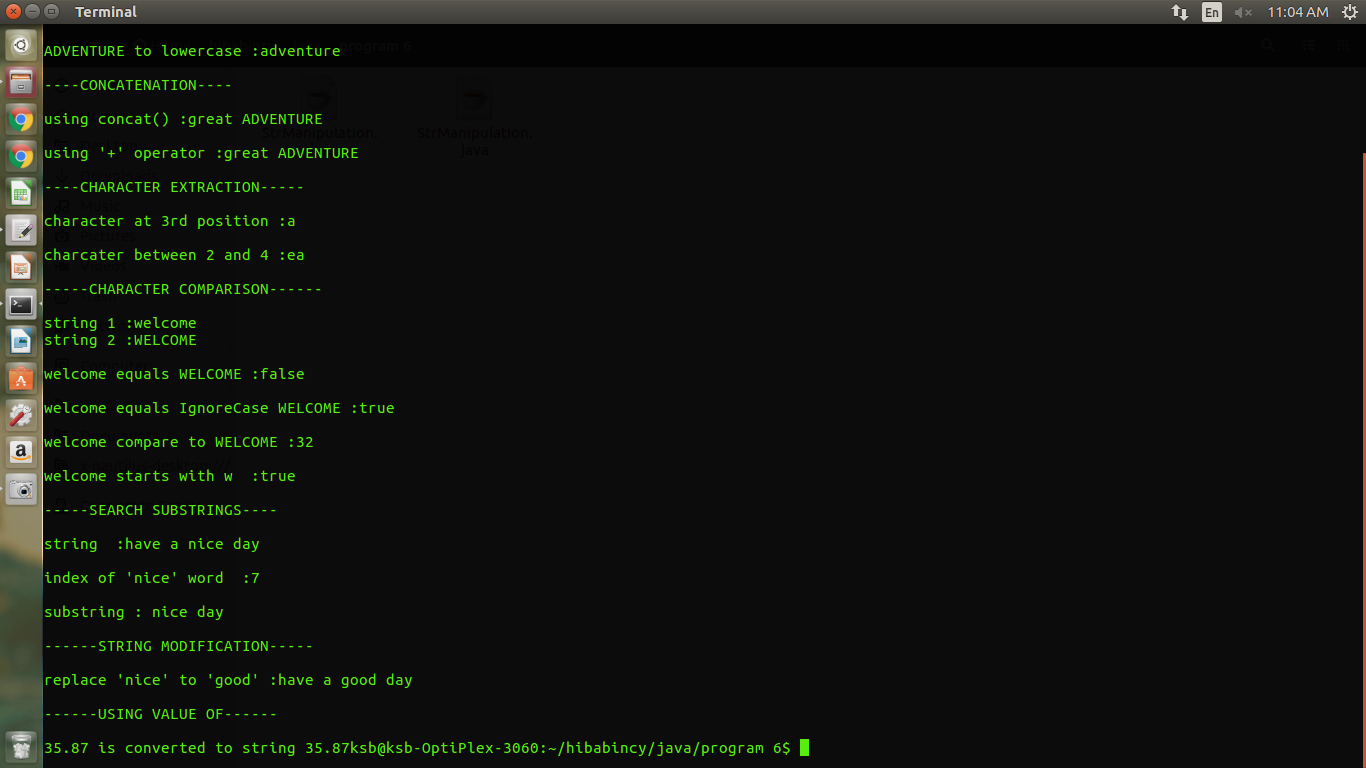 Terminal
En
11:04 AM
program 6
StrManipulation.
StrManipulation.
java
ADVENTURE to lowercase :adventure
----CONCATENATION----
using concat() :great ADVENTURE
using '+' operator :great ADVENTURE
----CHARACTER EXTRACTION-----
character at 3rd position :a
charcater between 2 and 4 :ea
-----CHARACTER COMPARISON------
string 1 :welcome
string 2 :WELCOME
welcome equals WELCOME :false
welcome equals IgnoreCase WELCOME :true
welcome compare to WELCOME :32
welcome starts with w  :true
-----SEARCH SUBSTRINGS----
string  :have a nice day
index of 'nice' word  :7
substring : nice day
------STRING MODIFICATION-----
replace 'nice' to 'good' :have a good day
------USING VALUE OF------
35.87 is converted to string 35.87ksb@ksb-OptiPlex-3060:~/hibabincy/java/program 6$